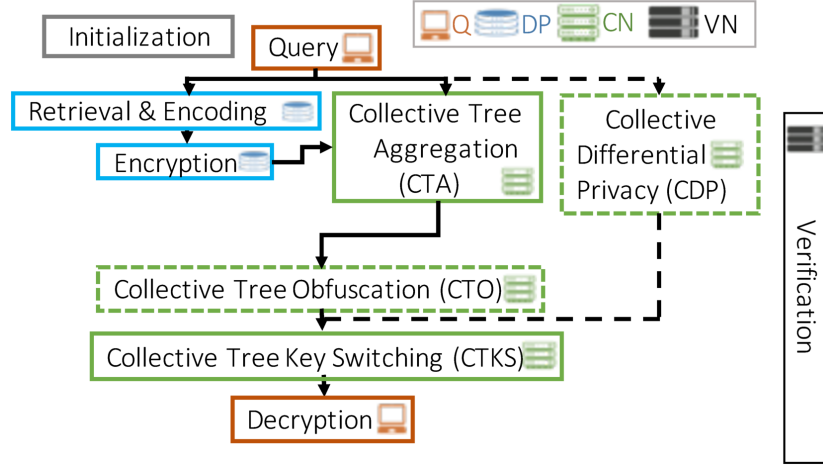 Initialization
Query
Q DP CN VN
Retrieval & Encoding
Encryption
Collective Tree
Aggregation
(CTA)
Collective
Differential
Privacy (CDP)
Verification
Collective Tree Obfuscation (CTO)
Collective Tree Key Switching (CTKS)
Decryption